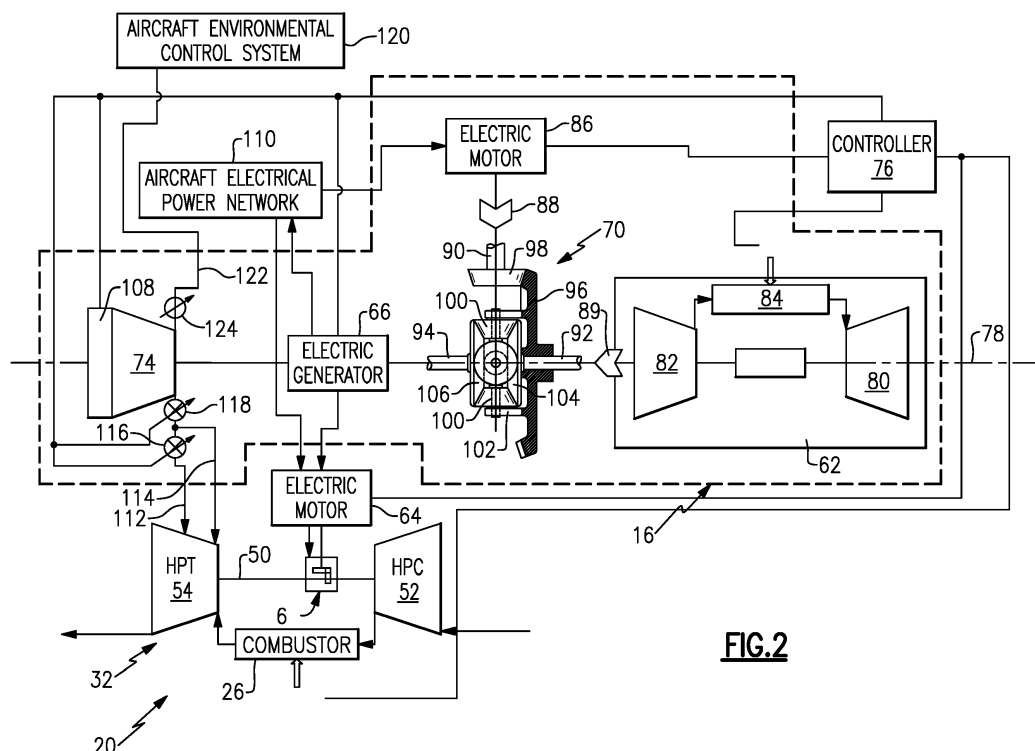 AIRCRAFT ENVIRONMENTAL
CONTROL SYSTEM
120
110
AIRCRAFT ELECTRICAL
POWER NETWORK
ELECTRIC
MOTOR
86
CONTROLLER
76
88
90
98
70
122
108
124
74
66
ELECTRIC
GENERATOR
94
100
96
92
89
84
82
80
78
106
104
100
102
118
116
114
112
62
ELECTRIC
MOTOR
64
16
HPT
54
50
6
HPC
52
COMBUSTOR
26
32
20
FIG.2